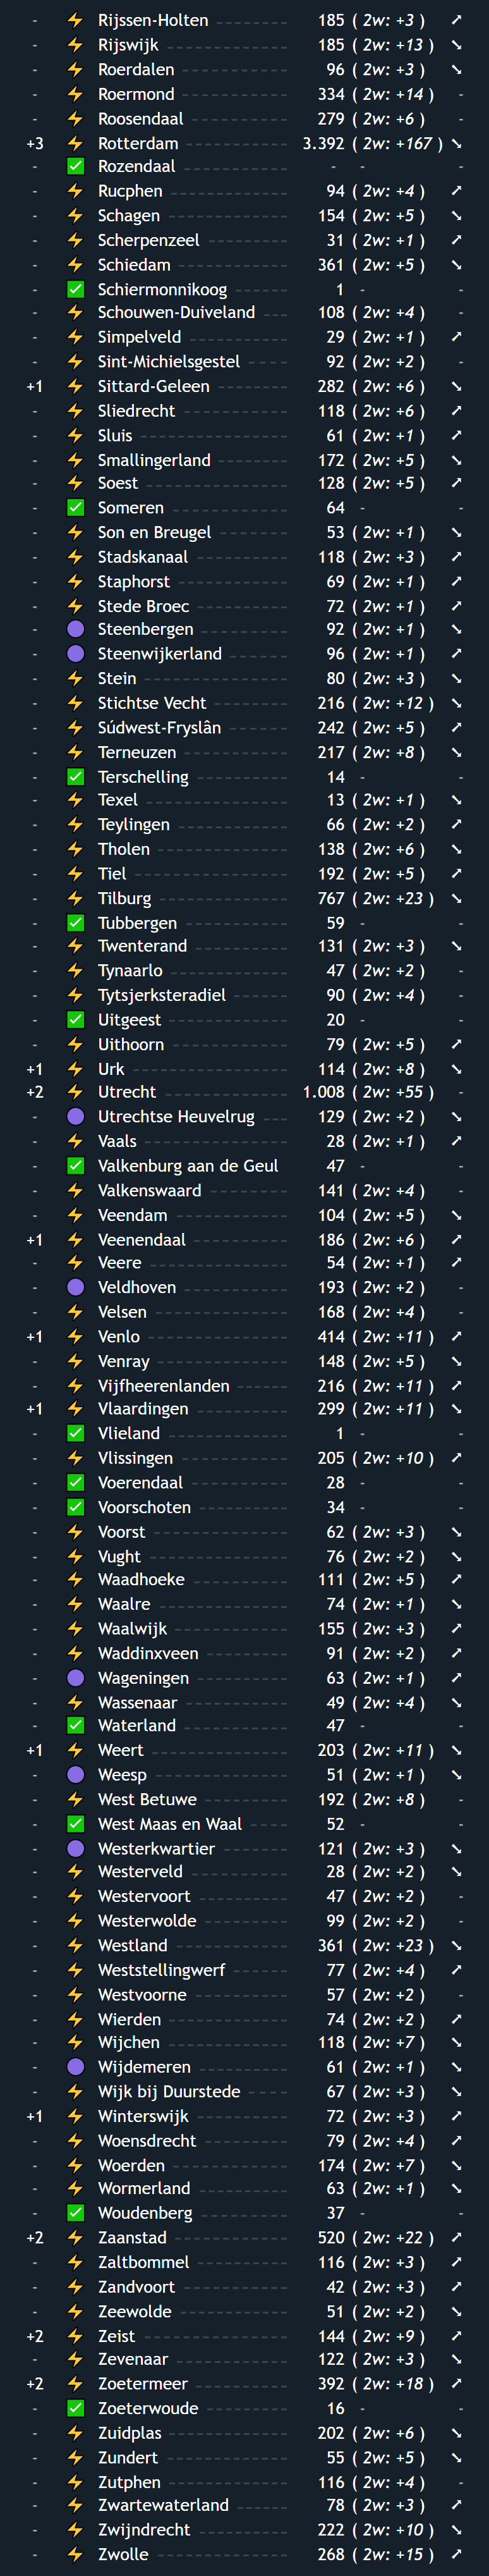 - ⚡ Rijssen-Holten 185 ( 2w: +3 ) ➚
- ⚡ Rijswijk 185 ( 2w: +13 ) ➘
- ⚡ Roerdalen 96 ( 2w: +3 ) ➘
- ⚡ Roermond 334 ( 2w: +14 ) -
- ⚡ Roosendaal 279 ( 2w: +6 ) -
+3 ⚡ Rotterdam 3.392 ( 2w: +167 ) ➘
- ✅ Rozendaal - - -
- ⚡ Rucphen 94 ( 2w: +4 ) ➚
- ⚡ Schagen 154 ( 2w: +5 ) ➘
- ⚡ Scherpenzeel 31 ( 2w: +1 ) ➚
- ⚡ Schiedam 361 ( 2w: +5 ) ➘
- ✅ Schiermonnikoog 1 - -
- ⚡ Schouwen-Duiveland 108 ( 2w: +4 ) -
- ⚡ Simpelveld 29 ( 2w: +1 ) ➚
- ⚡ Sint-Michielsgestel 92 ( 2w: +2 ) -
+1 ⚡ Sittard-Geleen 282 ( 2w: +6 ) ➘
- ⚡ Sliedrecht 118 ( 2w: +6 ) ➚
- ⚡ Sluis 61 ( 2w: +1 ) ➚
- ⚡ Smallingerland 172 ( 2w: +5 ) ➘
- ⚡ Soest 128 ( 2w: +5 ) ➚
- ✅ Someren 64 - -
- ⚡ Son en Breugel 53 ( 2w: +1 ) ➘
- ⚡ Stadskanaal 118 ( 2w: +3 ) ➚
- ⚡ Staphorst 69 ( 2w: +1 ) ➚
- ⚡ Stede Broec 72 ( 2w: +1 ) ➚
- 🟣 Steenbergen 92 ( 2w: +1 ) ➘
- 🟣 Steenwijkerland 96 ( 2w: +1 ) ➚
- ⚡ Stein 80 ( 2w: +3 ) ➘
- ⚡ Stichtse Vecht 216 ( 2w: +12 ) ➘
- ⚡ Súdwest-Fryslân 242 ( 2w: +5 ) ➚
- ⚡ Terneuzen 217 ( 2w: +8 ) ➘
- ✅ Terschelling 14 - -
- ⚡ Texel 13 ( 2w: +1 ) ➘
- ⚡ Teylingen 66 ( 2w: +2 ) ➚
- ⚡ Tholen 138 ( 2w: +6 ) ➘
- ⚡ Tiel 192 ( 2w: +5 ) ➚
- ⚡ Tilburg 767 ( 2w: +23 ) ➘
- ✅ Tubbergen 59 - -
- ⚡ Twenterand 131 ( 2w: +3 ) ➘
- ⚡ Tynaarlo 47 ( 2w: +2 ) -
- ⚡ Tytsjerksteradiel 90 ( 2w: +4 ) -
- ✅ Uitgeest 20 - -
- ⚡ Uithoorn 79 ( 2w: +5 ) ➚
+1 ⚡ Urk 114 ( 2w: +8 ) ➘
+2 ⚡ Utrecht 1.008 ( 2w: +55 ) -
- 🟣 Utrechtse Heuvelrug 129 ( 2w: +2 ) ➘
- ⚡ Vaals 28 ( 2w: +1 ) ➚
- ✅ Valkenburg aan de Geul 47 - -
- ⚡ Valkenswaard 141 ( 2w: +4 ) -
- ⚡ Veendam 104 ( 2w: +5 ) ➘
+1 ⚡ Veenendaal 186 ( 2w: +6 ) ➚
- ⚡ Veere 54 ( 2w: +1 ) ➚
- 🟣 Veldhoven 193 ( 2w: +2 ) -
- ⚡ Velsen 168 ( 2w: +4 ) -
+1 ⚡ Venlo 414 ( 2w: +11 ) ➚
- ⚡ Venray 148 ( 2w: +5 ) ➘
- ⚡ Vijfheerenlanden 216 ( 2w: +11 ) ➚
+1 ⚡ Vlaardingen 299 ( 2w: +11 ) ➘
- ✅ Vlieland 1 - -
- ⚡ Vlissingen 205 ( 2w: +10 ) ➚
- ✅ Voerendaal 28 - -
- ✅ Voorschoten 34 - -
- ⚡ Voorst 62 ( 2w: +3 ) ➘
- ⚡ Vught 76 ( 2w: +2 ) ➘
- ⚡ Waadhoeke 111 ( 2w: +5 ) ➚
- ⚡ Waalre 74 ( 2w: +1 ) ➘
- ⚡ Waalwijk 155 ( 2w: +3 ) ➚
- ⚡ Waddinxveen 91 ( 2w: +2 ) ➚
- 🟣 Wageningen 63 ( 2w: +1 ) ➚
- ⚡ Wassenaar 49 ( 2w: +4 ) ➘
- ✅ Waterland 47 - -
+1 ⚡ Weert 203 ( 2w: +11 ) ➘
- 🟣 Weesp 51 ( 2w: +1 ) ➘
- ⚡ West Betuwe 192 ( 2w: +8 ) -
- ✅ West Maas en Waal 52 - -
- 🟣 Westerkwartier 121 ( 2w: +3 ) ➘
- ⚡ Westerveld 28 ( 2w: +2 ) ➘
- ⚡ Westervoort 47 ( 2w: +2 ) -
- ⚡ Westerwolde 99 ( 2w: +2 ) -
- ⚡ Westland 361 ( 2w: +23 ) ➘
- ⚡ Weststellingwerf 77 ( 2w: +4 ) ➚
- ⚡ Westvoorne 57 ( 2w: +2 ) -
- ⚡ Wierden 74 ( 2w: +2 ) ➚
- ⚡ Wijchen 118 ( 2w: +7 ) ➘
- 🟣 Wijdemeren 61 ( 2w: +1 ) ➘
- ⚡ Wijk bij Duurstede 67 ( 2w: +3 ) ➘
+1 ⚡ Winterswijk 72 ( 2w: +3 ) ➚
- ⚡ Woensdrecht 79 ( 2w: +4 ) ➚
- ⚡ Woerden 174 ( 2w: +7 ) ➘
- ⚡ Wormerland 63 ( 2w: +1 ) ➘
- ✅ Woudenberg 37 - -
+2 ⚡ Zaanstad 520 ( 2w: +22 ) ➚
- ⚡ Zaltbommel 116 ( 2w: +3 ) ➚
- ⚡ Zandvoort 42 ( 2w: +3 ) ➚
- ⚡ Zeewolde 51 ( 2w: +2 ) ➘
+2 ⚡ Zeist 144 ( 2w: +9 ) ➚
- ⚡ Zevenaar 122 ( 2w: +3 ) ➘
+2 ⚡ Zoetermeer 392 ( 2w: +18 ) ➚
- ✅ Zoeterwoude 16 - -
- ⚡ Zuidplas 202 ( 2w: +6 ) ➘
- ⚡ Zundert 55 ( 2w: +5 ) ➘
- ⚡ Zutphen 116 ( 2w: +4 ) -
- ⚡ Zwartewaterland 78 ( 2w: +3 ) ➚
- ⚡ Zwijndrecht 222 ( 2w: +10 ) ➘
- ⚡ Zwolle 268 ( 2w: +15 ) ➚